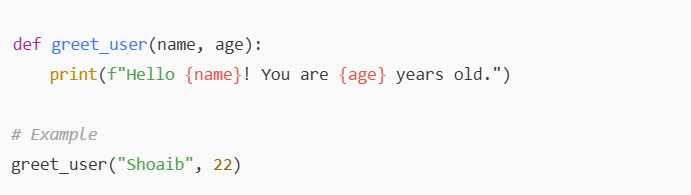 def greet_user(name, age):
    print(f"Hello {name}! You are {age} years old.")
# Example
greet_user("Shoaib", 22)